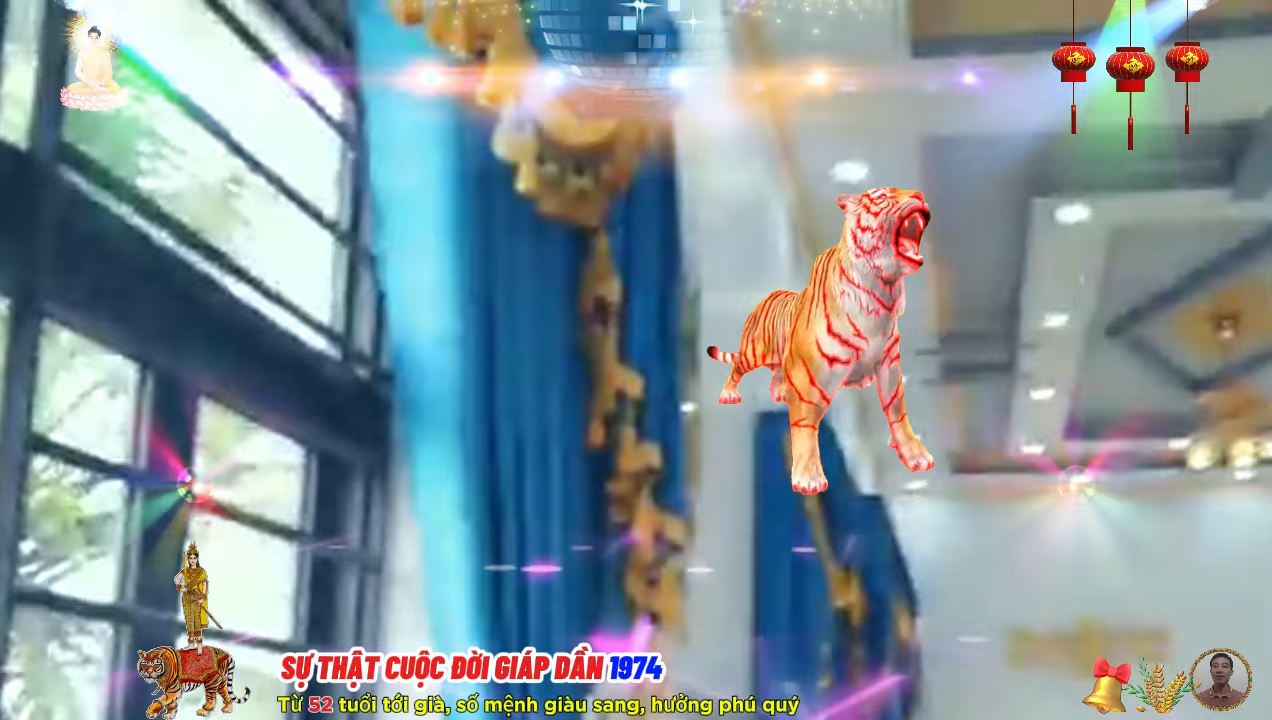 SỰ THẬT CUỘC ĐỜI GIÁP DẦN 1974
Từ 52 tuổi tới già, số mệnh giàu sang, hưởng phú quý